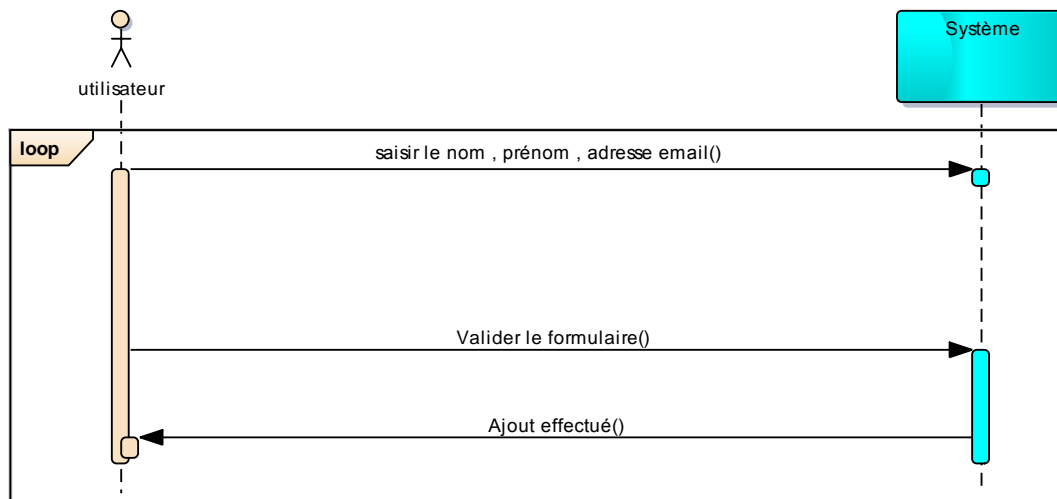 utilisateur
Système
loop
saisir le nom , prénom , adresse email()
Valider le formulaire()
Ajout effectué()